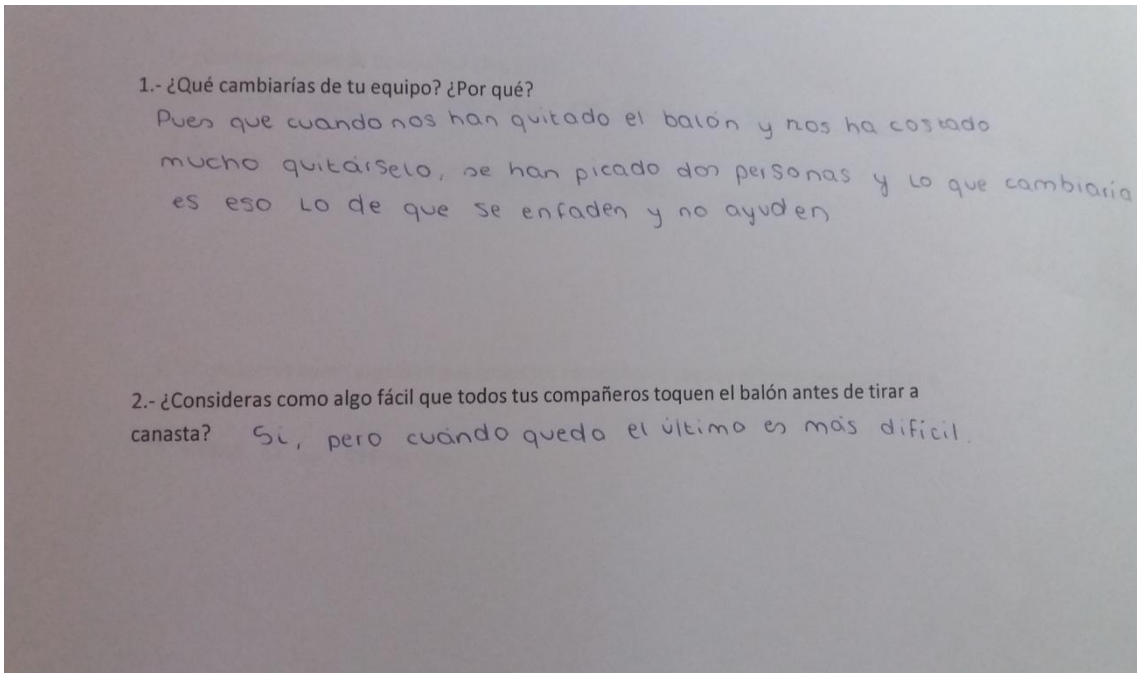 1.- ¿Qué cambiarías de tu equipo? ¿Por qué?
Pues que cuando nos han quitado el balón y nos ha costado
mucho quitárselo, se han picado dos personas y lo que cambiaría
es eso lo de que se enfaden y no ayuden
2.- ¿Consideras como algo fácil que todos tus compañeros toquen el balón antes de tirar a
canasta? Si, pero cuándo queda el último es más difícil.